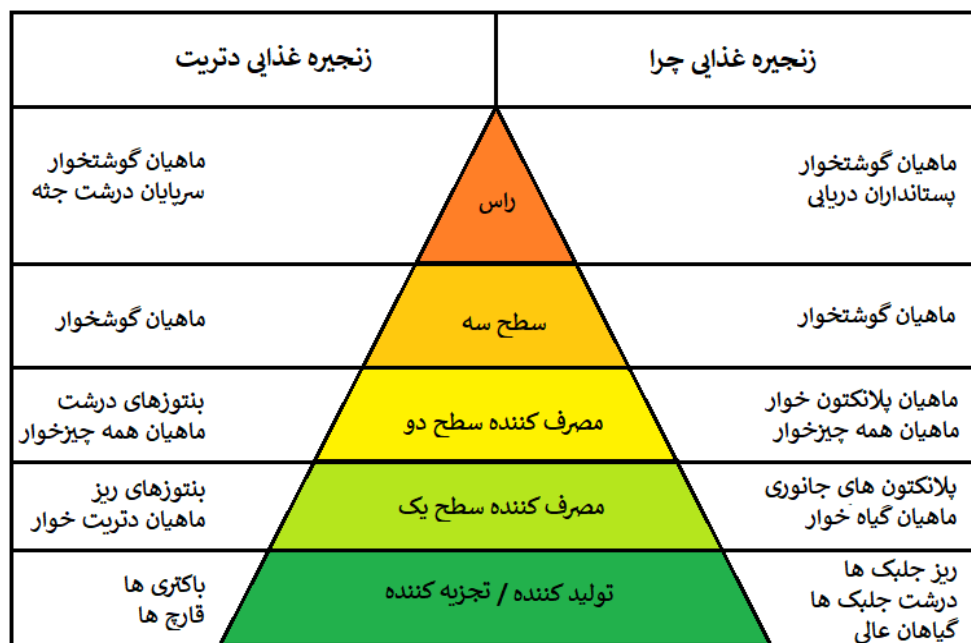 زنجیره غذایی چرا
زنجیره غذایی دتریت
ماهیان گوشتخوار
پستانداران دریایی
راس
ماهیان گوشتخوار
سرپایان درشت جثه
ماهیان گوشتخوار
سطح سه
ماهیان گوشخوار
ماهیان پلانکتون خوار
ماهیان همه چیزخوار
مصرف کننده سطح دو
بنتوزهای درشت
ماهیان همه چیزخوار
پلانکتون های جانوری
ماهیان گیاه خوار
مصرف کننده سطح یک
بنتوزهای ریز
ماهیان دتریت خوار
ریز جلبک ها
درشت جلبک ها
گیاهان عالی
تولید کننده / تجزیه کننده
باکتری ها
قارچ ها